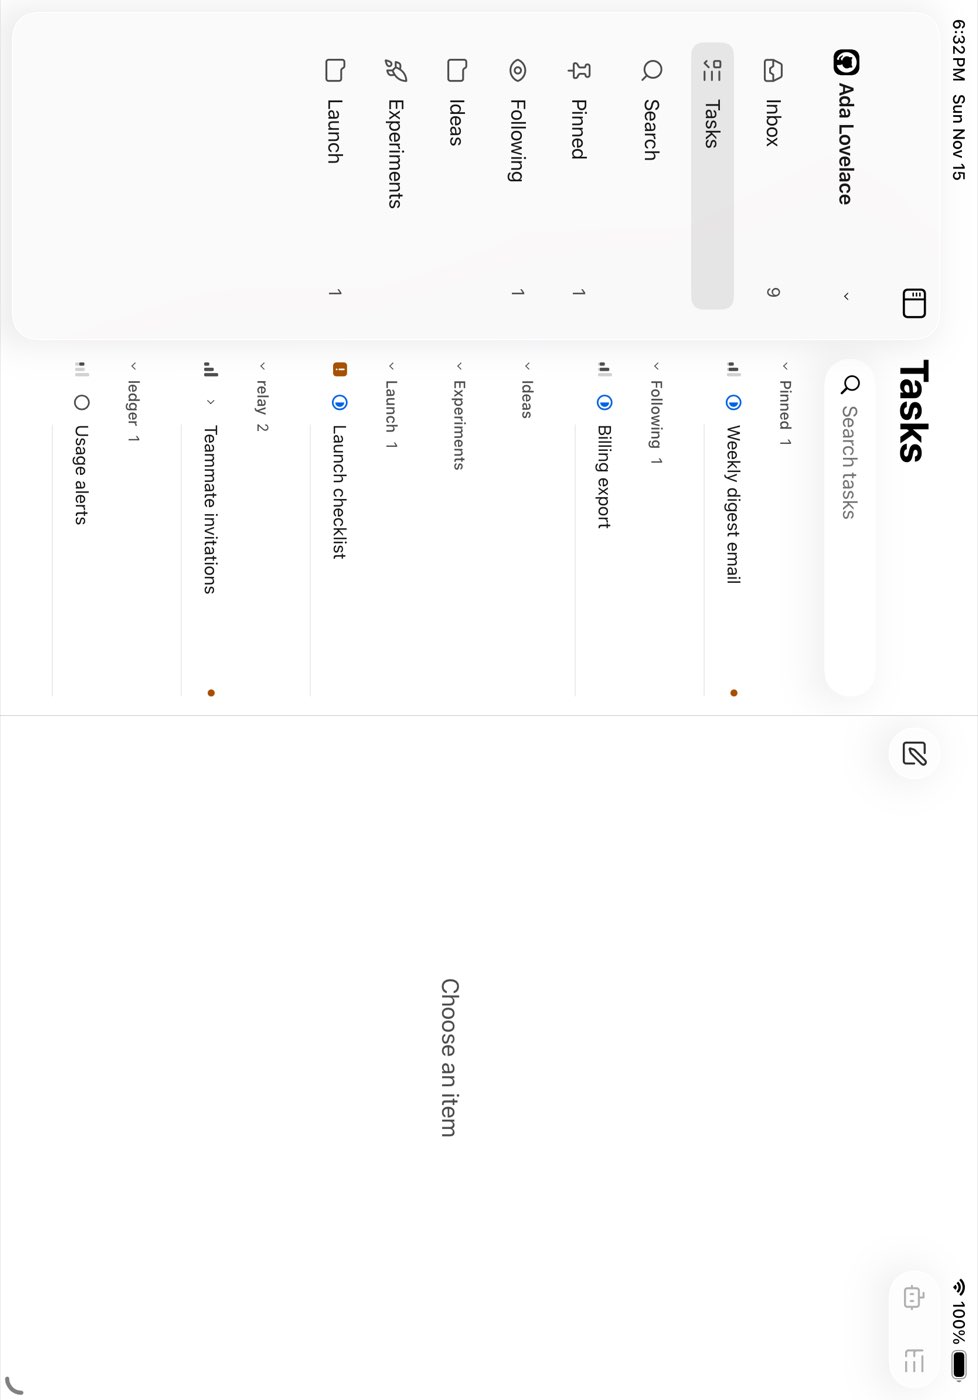 6:32 PM Sun Nov 15
100%
Ada Lovelace
Inbox 9
Tasks
Search
Pinned 1
Following 1
Ideas
Experiments
Launch 1
Tasks
Search tasks
Pinned 1
Weekly digest email
Following 1
Billing export
Ideas
Experiments
Launch 1
Launch checklist
relay 2
Teammate invitations
ledger 1
Usage alerts
Choose an item